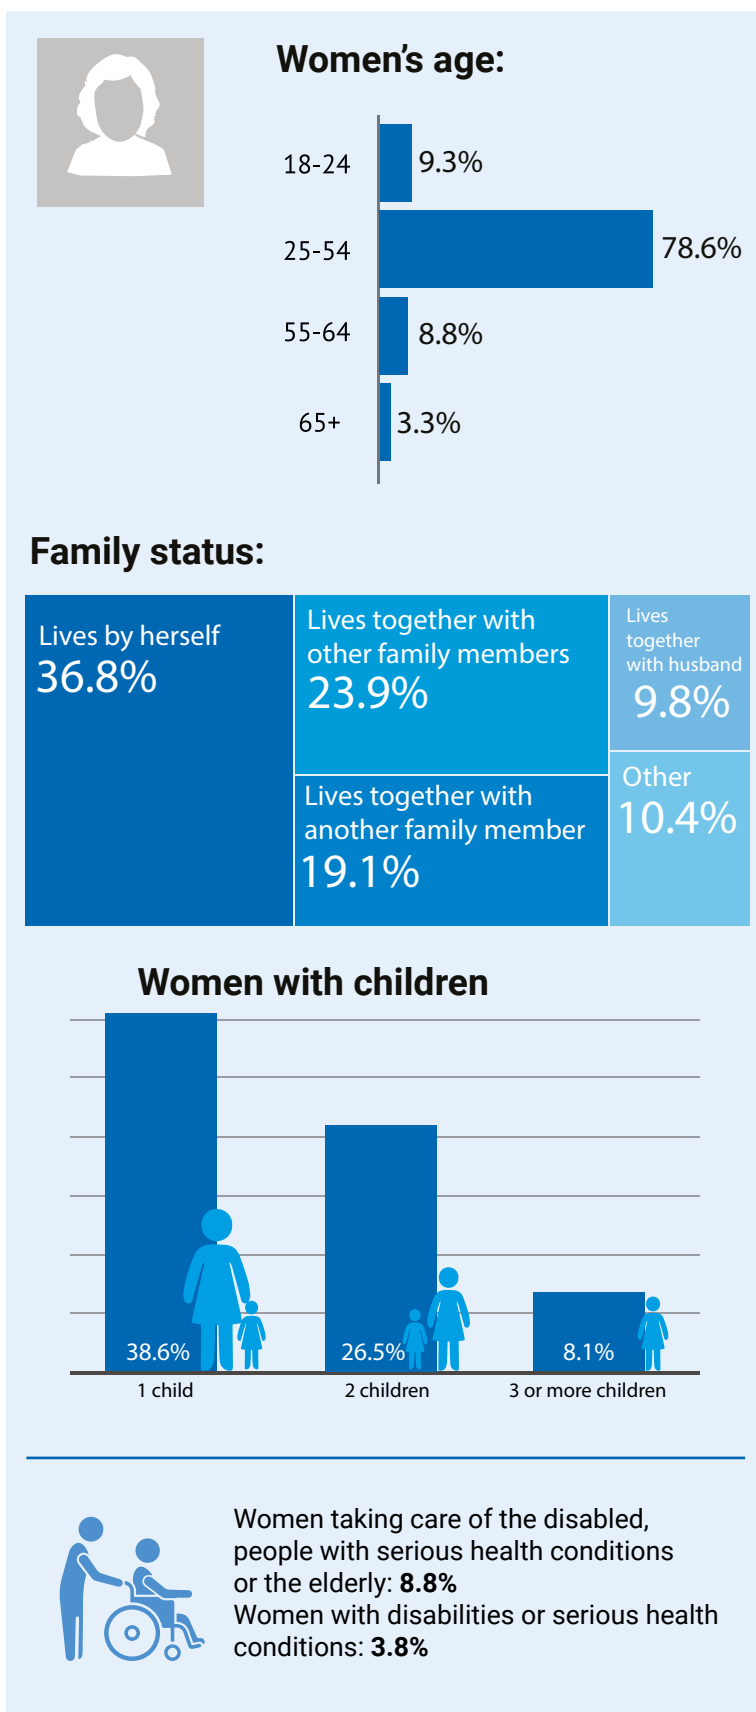 Women’s age:
18-24
9.3%
25-54
78.6%
55-64
8.8%
65+
3.3%
Family status:
Lives by herself
36.8%
Lives together with
other family members
23.9%
Lives together with
another family member
19.1%
Lives
together
with husband
9.8%
Other
10.4%
Women with children
38.6%
26.5%
8.1%
1 child
2 children
3 or more children
Women taking care of the disabled,
people with serious health conditions
or the elderly: 8.8%
Women with disabilities or serious health
conditions: 3.8%